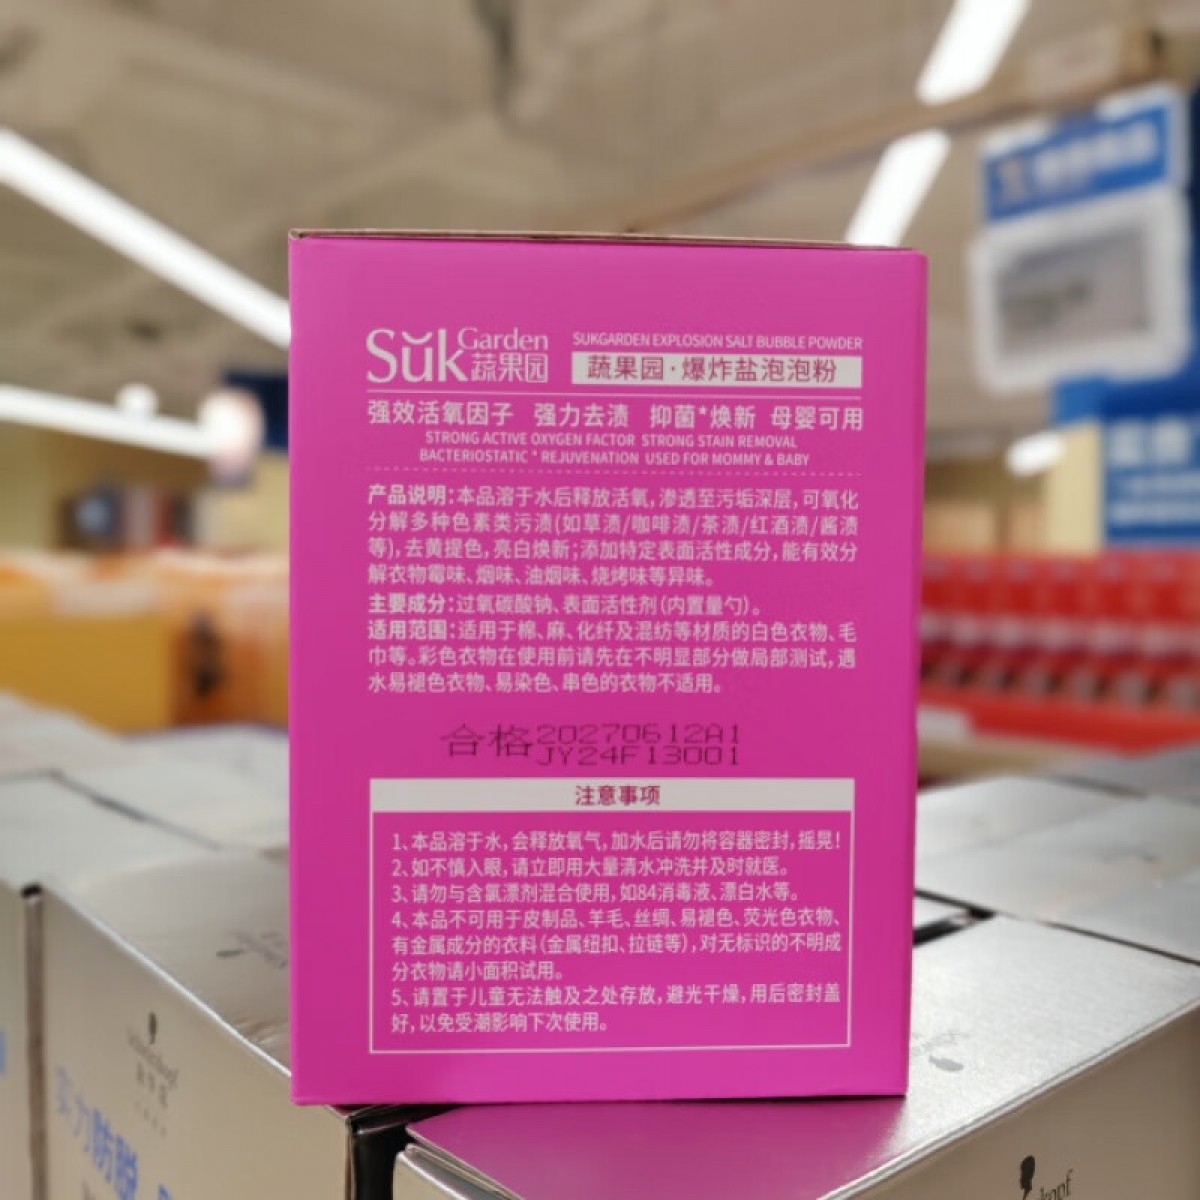 Suk Garden 蔬果园
SUKGARDEN EXPLOSION SALT BUBBLE POWDER
蔬果园·爆炸盐泡泡粉
强效活氧因子 强力去渍 抑菌*焕新 母婴可用
STRONG ACTIVE OXYGEN FACTOR STRONG STAIN REMOVAL
BACTERIOSTATIC * REJUVENATION USED FOR MOMMY & BABY
产品说明:本品溶于水后释放活氧,渗透至污垢深层,可氧化
分解多种色素类污渍(如草渍/咖啡渍/茶渍/红酒渍/酱渍
等),去黄提色,亮白焕新;添加特定表面活性成分,能有效分
解衣物霉味、烟味、油烟味、烧烤味等异味。
主要成分:过氧碳酸钠、表面活性剂(内置量勺)。
适用范围:适用于棉、麻、化纤及混纺等材质的白色衣物、毛
巾等。彩色衣物在使用前请先在不明显部分做局部测试,遇
水易褪色衣物、易染色、串色的衣物不适用。
合格20270612A1
JY24F13001
注意事项
1、本品溶于水,会释放氧气,加水后请勿将容器密封,摇晃!
2、如不慎入眼,请立即用大量清水冲洗并及时就医。
3、请勿与含氯漂剂混合使用,如84消毒液、漂白水等。
4、本品不可用于皮制品、羊毛、丝绸、易褪色、荧光色衣物、
有金属成分的衣料(金属纽扣、拉链等),对无标识的不明成
分衣物请小面积试用。
5、请置于儿童无法触及之处存放,避光干燥,用后密封盖
好,以免受潮影响下次使用。
实力防脱